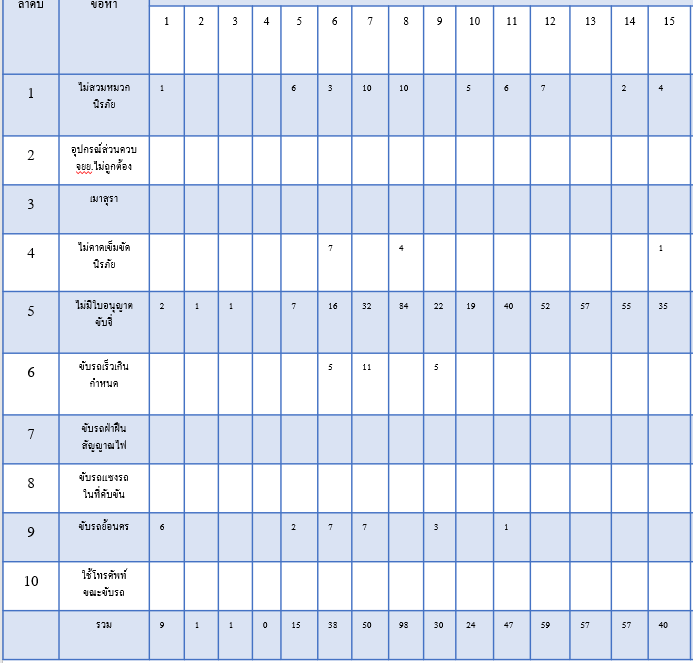 ลำดับ ข้อหา
1 2 3 4 5 6 7 8 9 10 11 12 13 14 15
1 ไม่สวมหมวก 1 6 3 10 10 5 6 7 2 4
นิรภัย
2 อุปกรณ์ส่วนควบ
จยย.ไม่ถูกต้อง
3 เมาสุรา
4 ไม่คาดเข็มขัด 7 4 1
นิรภัย
5 ไม่มีใบอนุญาต 2 1 1 7 16 32 84 22 19 40 52 57 55 35
ขับขี่
6 ขับรถเร็วเกิน 5 11 5
กำหนด
7 ขับรถฝ่าฝืน
สัญญาณไฟ
8 ขับรถแซงรถ
ในที่คับขัน
9 ขับรถย้อนศร 6 2 7 7 3 1
10 ใช้โทรศัพท์
ขณะขับรถ
รวม 9 1 1 0 15 38 50 98 30 24 47 59 57 57 40